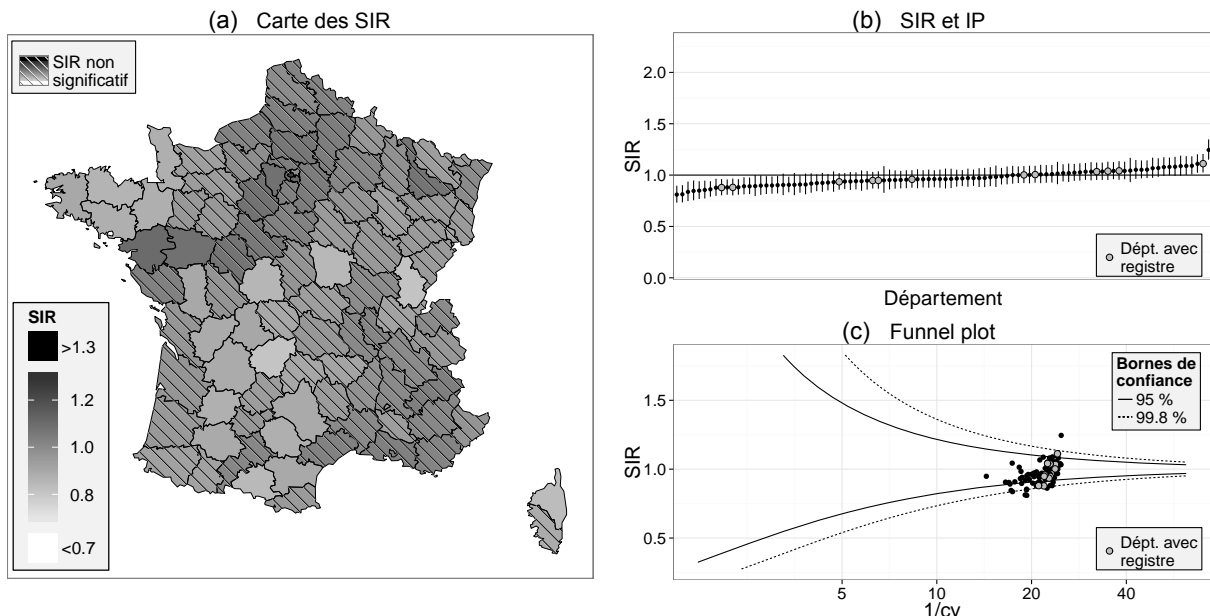 (a) Carte des SIR
SIR non
significatif
SIR
>1.3
1.2
1.0
0.8
<0.7
(b) SIR et IP
SIR
2.0
1.5
1.0
0.5
0.0
Dépt. avec
registre
Département
(c) Funnel plot
SIR
1.5
1.0
0.5
Bornes de
confiance
95 %
99.8 %
Dépt. avec
registre
5
10
20
40
1/cv